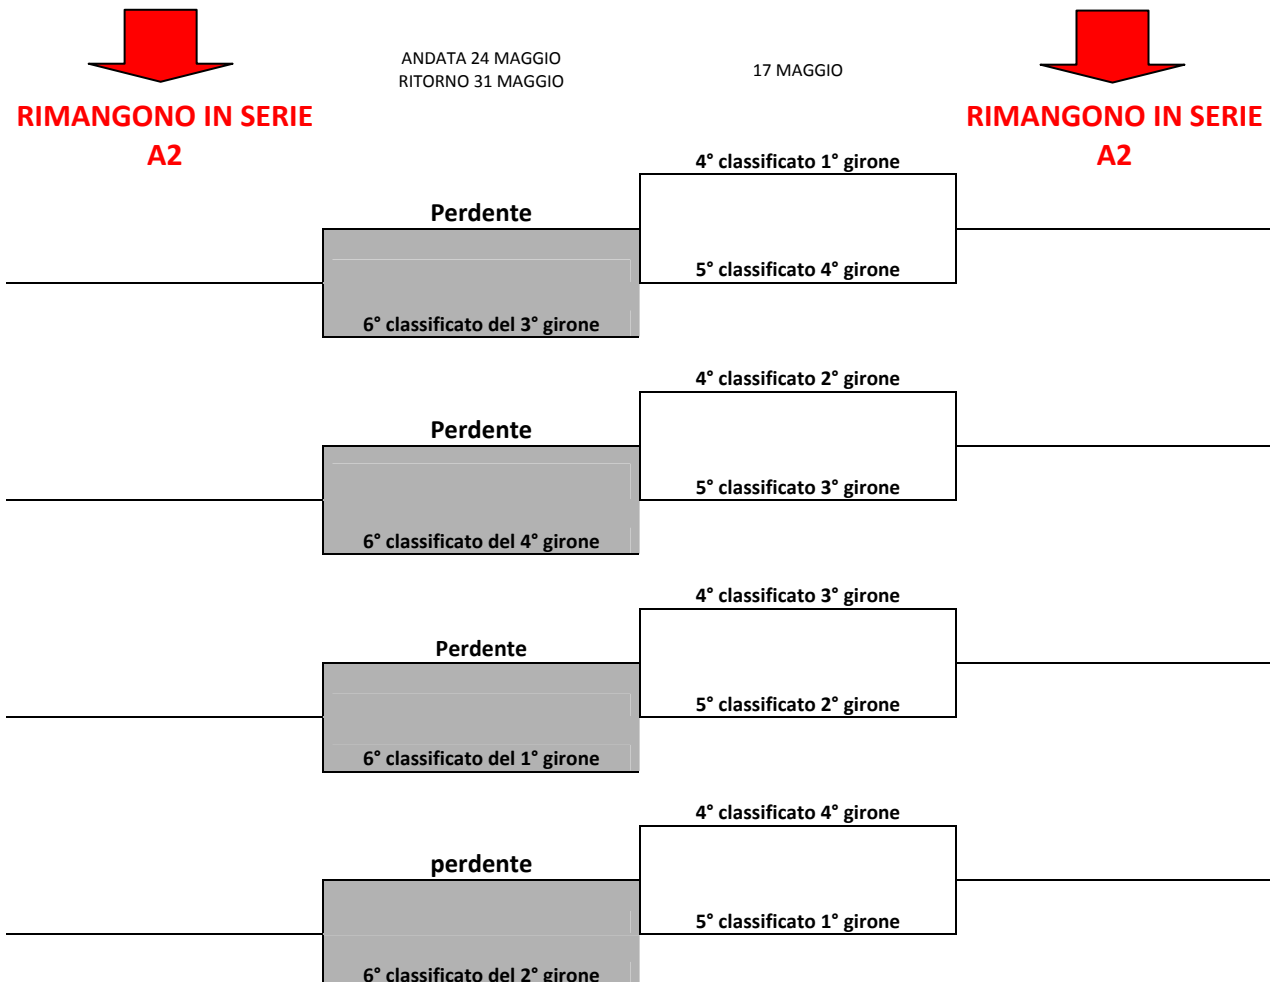 ANDATA 24 MAGGIO
RITORNO 31 MAGGIO
17 MAGGIO
RIMANGONO IN SERIE
A2
RIMANGONO IN SERIE
A2
4° classificato 1° girone
Perdente
5° classificato 4° girone
6° classificato del 3° girone
4° classificato 2° girone
Perdente
5° classificato 3° girone
6° classificato del 4° girone
4° classificato 3° girone
Perdente
5° classificato 2° girone
6° classificato del 1° girone
4° classificato 4° girone
perdente
5° classificato 1° girone
6° classificato del 2° girone